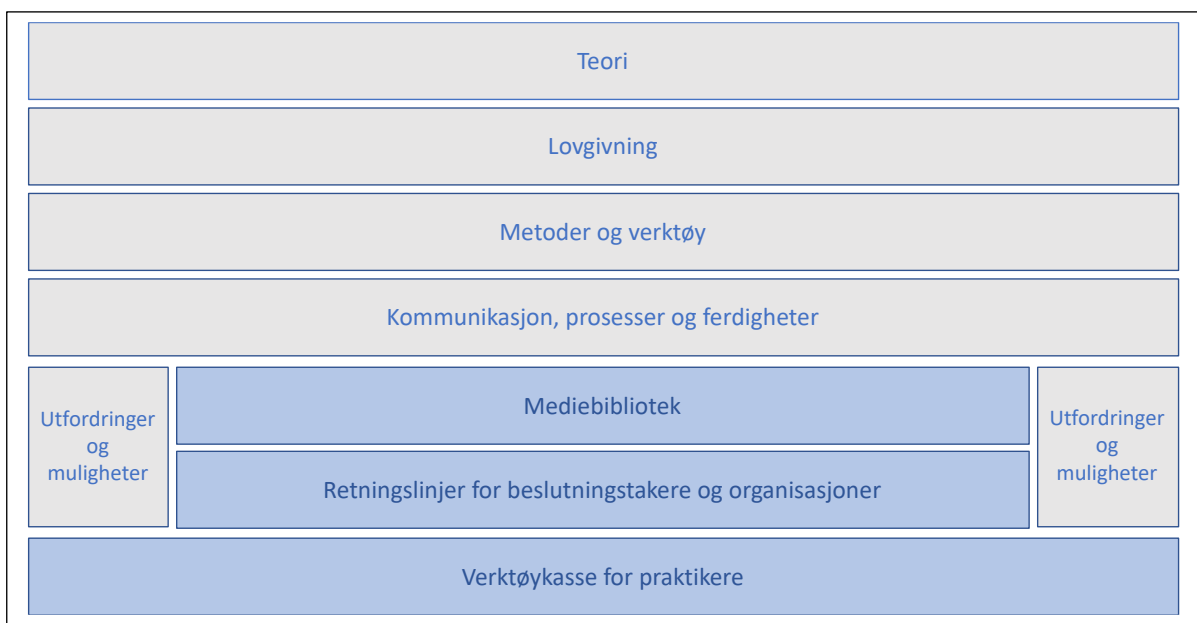 Teori
Lovgivning
Metoder og verktøy
Kommunikasjon, prosesser og ferdigheter
Utfordringer
og
muligheter
Mediebibliotek
Retningslinjer for beslutningstakere og organisasjoner
Utfordringer
og
muligheter
Verktøykasse for praktikere